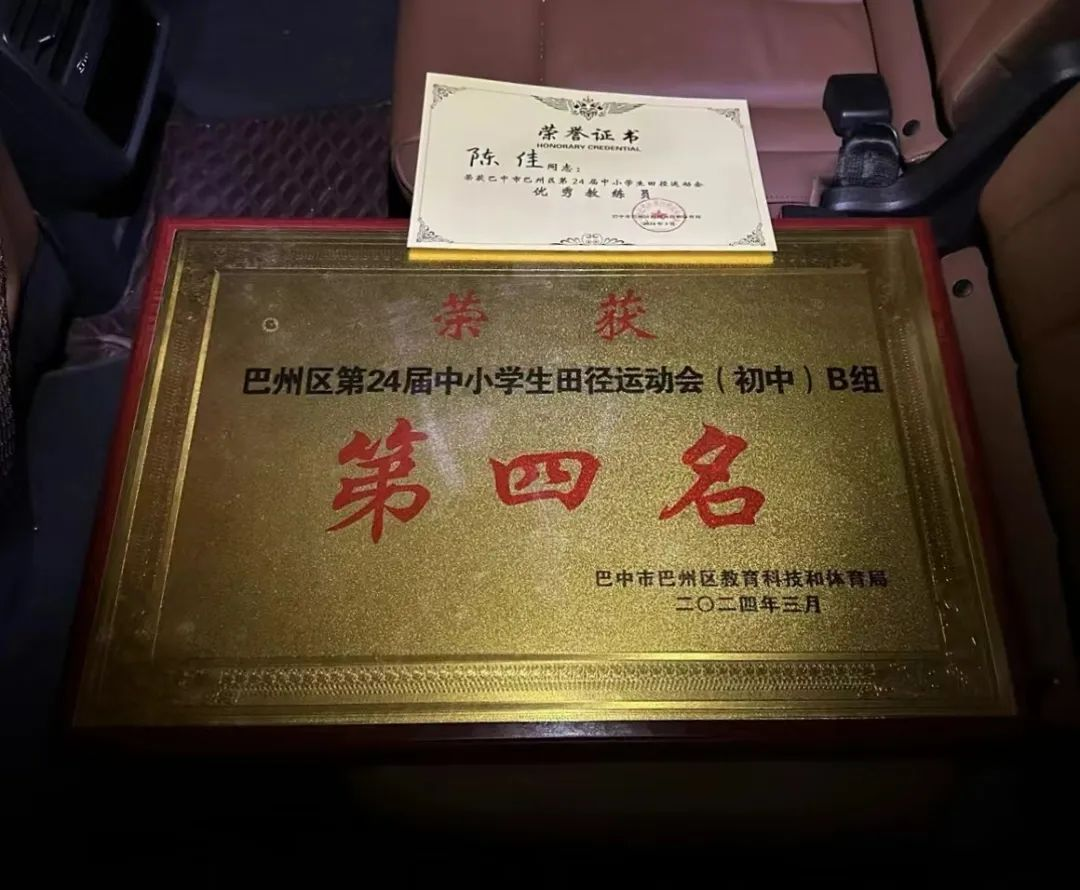 荣誉证书
HONORARY CREDENTIAL
陈佳同志：
荣获巴中市巴州区第24届中小学生田径运动会
优秀教练员
荣获
巴州区第24届中小学生田径运动会（初中）B组
第四名
巴中市巴州区教育科技和体育局
二〇二四年三月